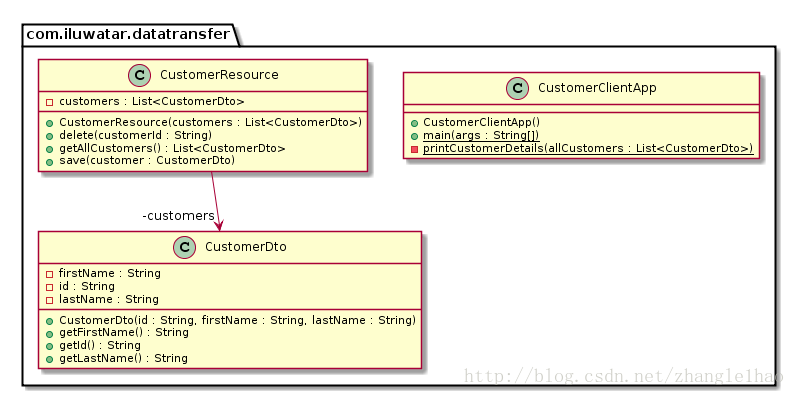 com.iluwatar.datatransfer
C CustomerResource
customers : List<CustomerDto>
CustomerResource(customers : List<CustomerDto>)
delete(customerId : String)
getAllCustomers() : List<CustomerDto>
save(customer : CustomerDto)
C CustomerClientApp
CustomerClientApp()
main(args : String[])
printCustomerDetails(allCustomers : List<CustomerDto>)
-customers
C CustomerDto
firstName : String
id : String
lastName : String
CustomerDto(id : String, firstName : String, lastName : String)
getFirstName() : String
getId() : String
getLastName() : String
http://blog.csdn.net/zhanglelhao